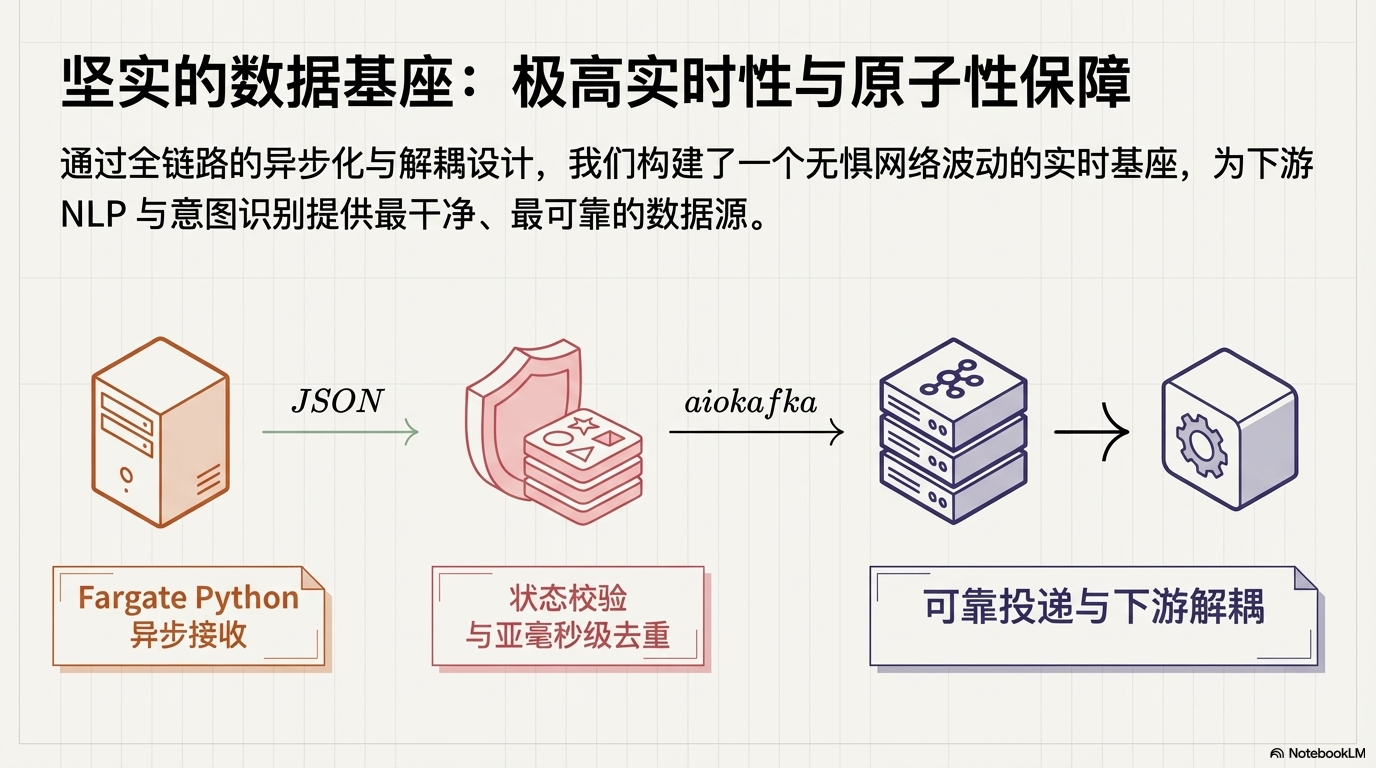 坚实的数据基座：极高实时性与原子性保障
通过全链路的异步化与解耦设计，我们构建了一个无惧网络波动的实时基座，为下游
NLP 与意图识别提供最干净、最可靠的数据源。
JSON
aiokafka
Fargate Python
异步接收
状态校验
与亚毫秒级去重
可靠投递与下游解耦
NotebookLM